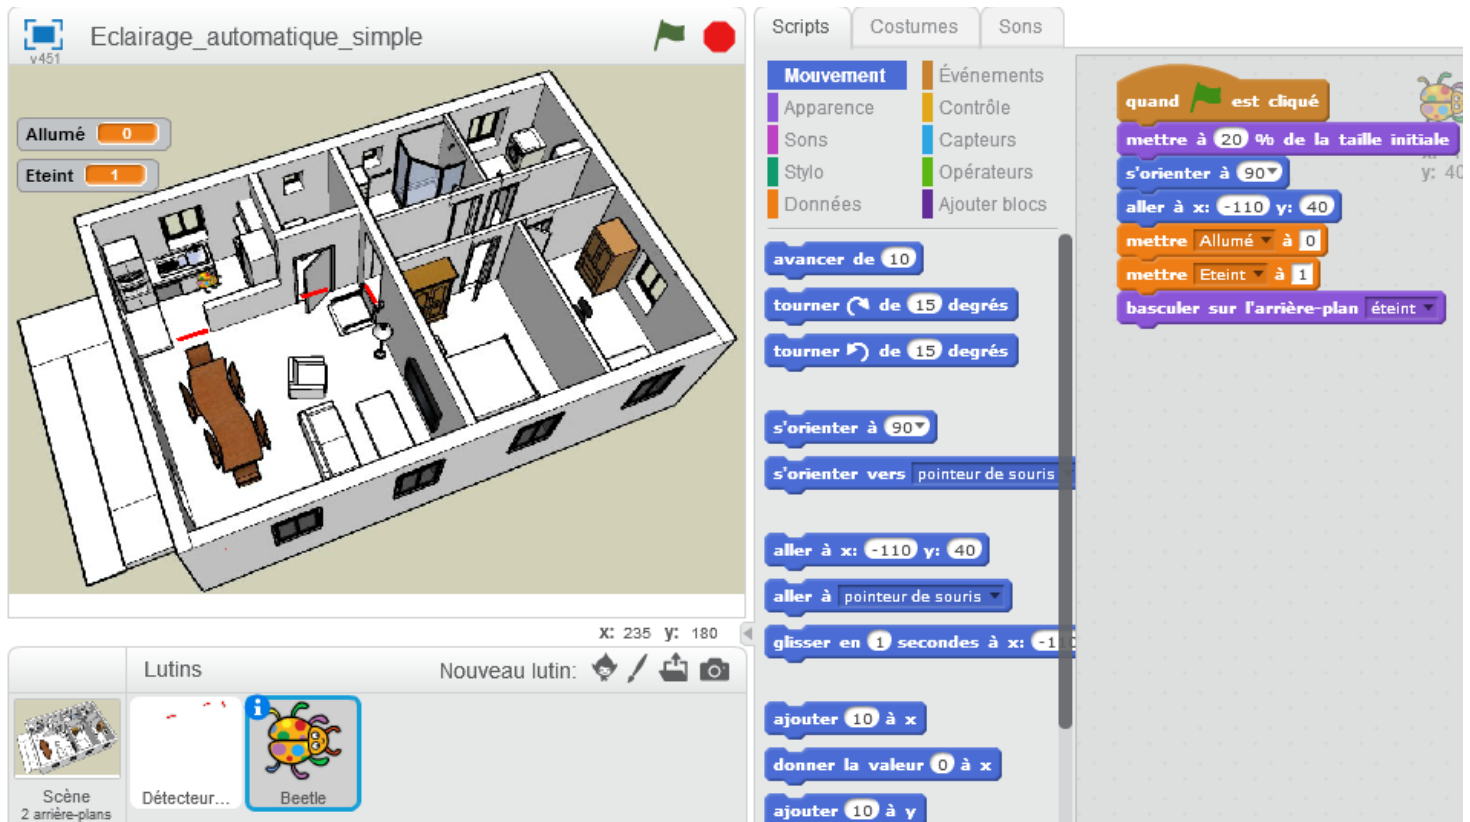 Eclairage_automatique_simple
v451
Allumé 0
Eteint 1
x: 235 y: 180
Lutins
Nouveau lutin:
Scène
2 arrière-plans
Détecteur...
i
Beetle
Scripts
Costumes
Sons
Mouvement
Événements
Apparence
Contrôle
Sons
Capteurs
Stylo
Opérateurs
Données
Ajouter blocs
avancer de 10
tourner de 15 degrés
tourner de 15 degrés
s'orienter à 90
s'orienter vers pointeur de souris
aller à x: -110 y: 40
aller à pointeur de souris
glisser en 1 secondes à x: -110
ajouter 10 à x
donner la valeur 0 à x
ajouter 10 à y
quand est cliqué
mettre à 20 % de la taille initiale
s'orienter à 90
aller à x: -110 y: 40
mettre Allumé à 0
mettre Eteint à 1
basculer sur l'arrière-plan éteint
y: 40